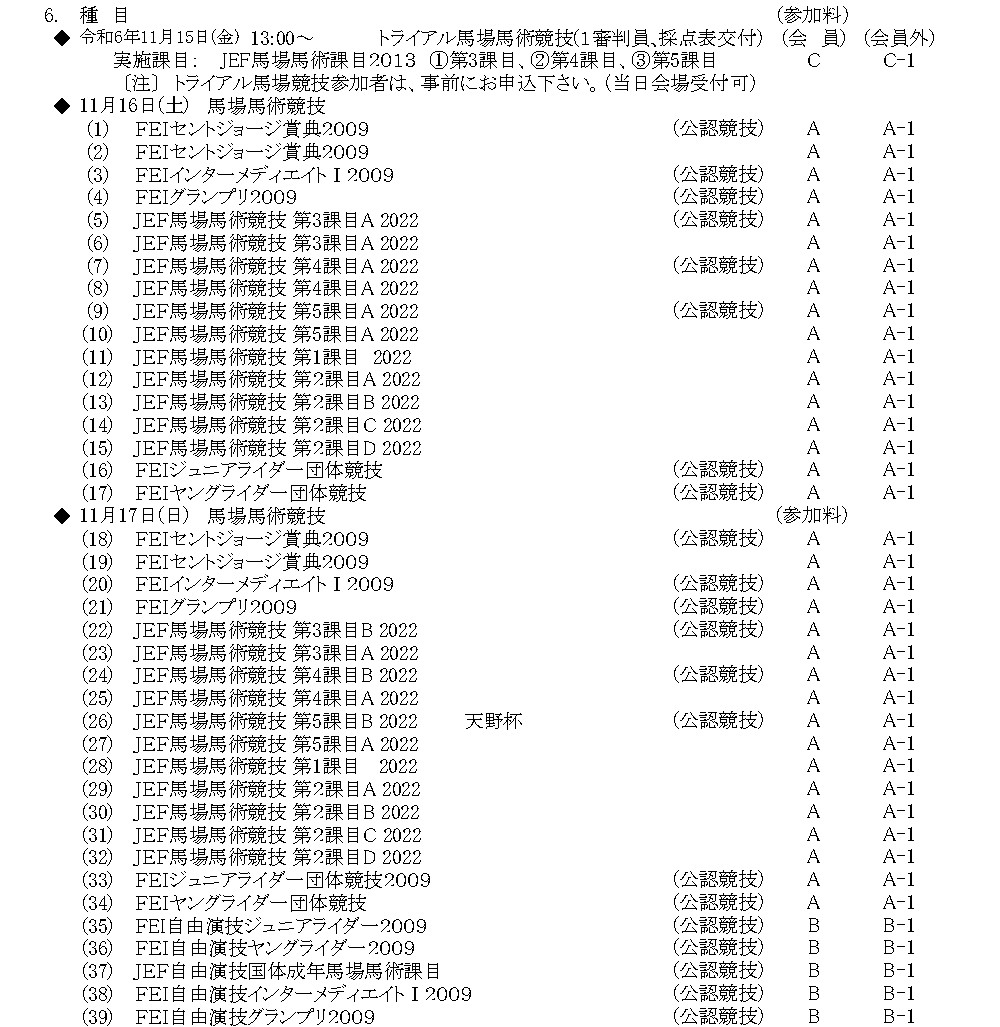 6. 種 目 (参加料)
◆ 令和6年11月15日(金) 13:00～ トライアル馬場馬術競技(1審判員、採点表交付) (会 員) (会員外)
実施課目: JEF馬場馬術課目2013 ①第3課目、②第4課目、③第5課目 C C-1
〔注〕 トライアル馬場競技参加者は、事前にお申込下さい。(当日会場受付可)
◆ 11月16日(土) 馬場馬術競技
(1) FEIセントジョージ賞典2009 (公認競技) A A-1
(2) FEIセントジョージ賞典2009 A A-1
(3) FEIインターメディエイトⅠ2009 (公認競技) A A-1
(4) FEIグランプリ2009 (公認競技) A A-1
(5) JEF馬場馬術競技 第3課目A 2022 (公認競技) A A-1
(6) JEF馬場馬術競技 第3課目A 2022 A A-1
(7) JEF馬場馬術競技 第4課目A 2022 (公認競技) A A-1
(8) JEF馬場馬術競技 第4課目A 2022 A A-1
(9) JEF馬場馬術競技 第5課目A 2022 (公認競技) A A-1
(10) JEF馬場馬術競技 第5課目A 2022 A A-1
(11) JEF馬場馬術競技 第1課目 2022 A A-1
(12) JEF馬場馬術競技 第2課目A 2022 A A-1
(13) JEF馬場馬術競技 第2課目B 2022 A A-1
(14) JEF馬場馬術競技 第2課目C 2022 A A-1
(15) JEF馬場馬術競技 第2課目D 2022 A A-1
(16) FEIジュニアライダー団体競技 (公認競技) A A-1
(17) FEIヤングライダー団体競技 (公認競技) A A-1
◆ 11月17日(日) 馬場馬術競技 (参加料)
(18) FEIセントジョージ賞典2009 (公認競技) A A-1
(19) FEIセントジョージ賞典2009 A A-1
(20) FEIインターメディエイトⅠ2009 (公認競技) A A-1
(21) FEIグランプリ2009 (公認競技) A A-1
(22) JEF馬場馬術競技 第3課目B 2022 (公認競技) A A-1
(23) JEF馬場馬術競技 第3課目A 2022 A A-1
(24) JEF馬場馬術競技 第4課目B 2022 (公認競技) A A-1
(25) JEF馬場馬術競技 第4課目A 2022 A A-1
(26) JEF馬場馬術競技 第5課目B 2022 天野杯 (公認競技) A A-1
(27) JEF馬場馬術競技 第5課目A 2022 A A-1
(28) JEF馬場馬術競技 第1課目 2022 A A-1
(29) JEF馬場馬術競技 第2課目A 2022 A A-1
(30) JEF馬場馬術競技 第2課目B 2022 A A-1
(31) JEF馬場馬術競技 第2課目C 2022 A A-1
(32) JEF馬場馬術競技 第2課目D 2022 A A-1
(33) FEIジュニアライダー団体競技2009 (公認競技) A A-1
(34) FEIヤングライダー団体競技 (公認競技) A A-1
(35) FEI自由演技ジュニアライダー2009 (公認競技) B B-1
(36) FEI自由演技ヤングライダー2009 (公認競技) B B-1
(37) JEF自由演技国体成年馬場馬術課目 (公認競技) B B-1
(38) FEI自由演技インターメディエイトⅠ2009 (公認競技) B B-1
(39) FEI自由演技グランプリ2009 (公認競技) B B-1